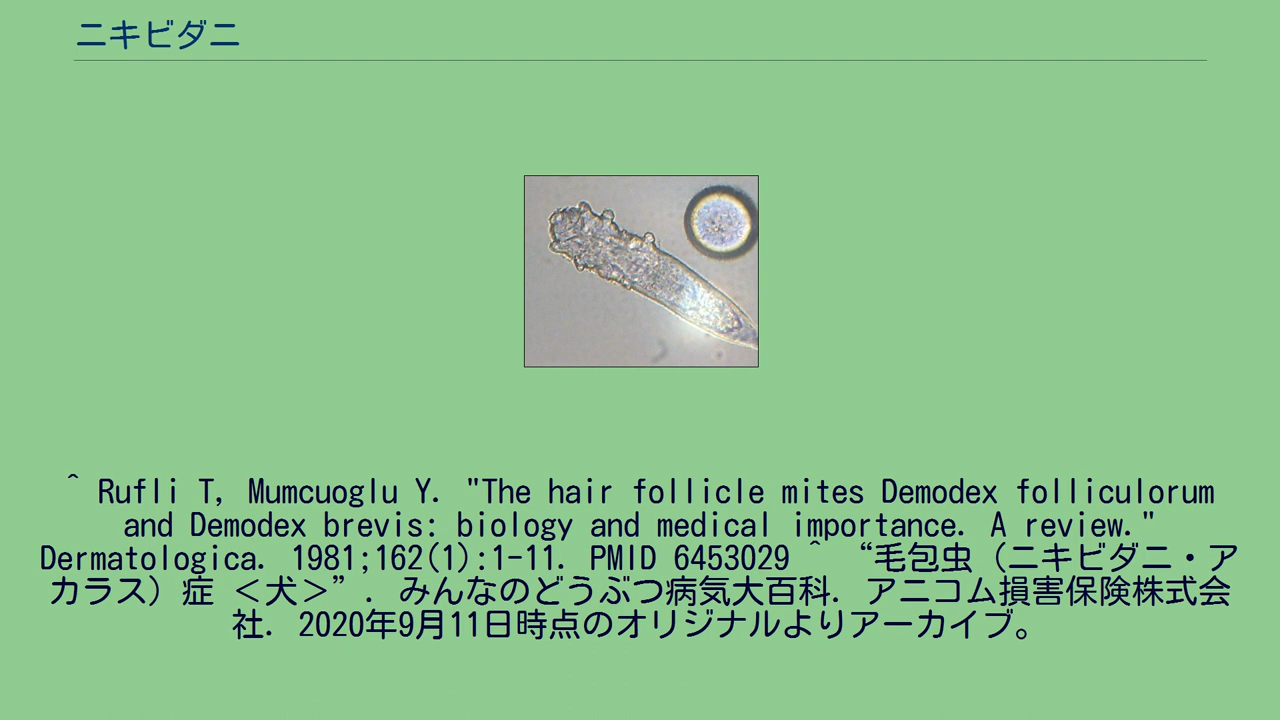 ニキビダニ
^ Rufli T, Mumcuoglu Y. "The hair follicle mites Demodex folliculorum
and Demodex brevis: biology and medical importance. A review."
Dermatologica. 1981;162(1):1-11. PMID 6453029 ^ “毛包虫（ニキビダニ・ア
カラス）症 ＜犬＞”. みんなのどうぶつ病気大百科. アニコム損害保険株式会
社. 2020年9月11日時点のオリジナルよりアーカイブ。